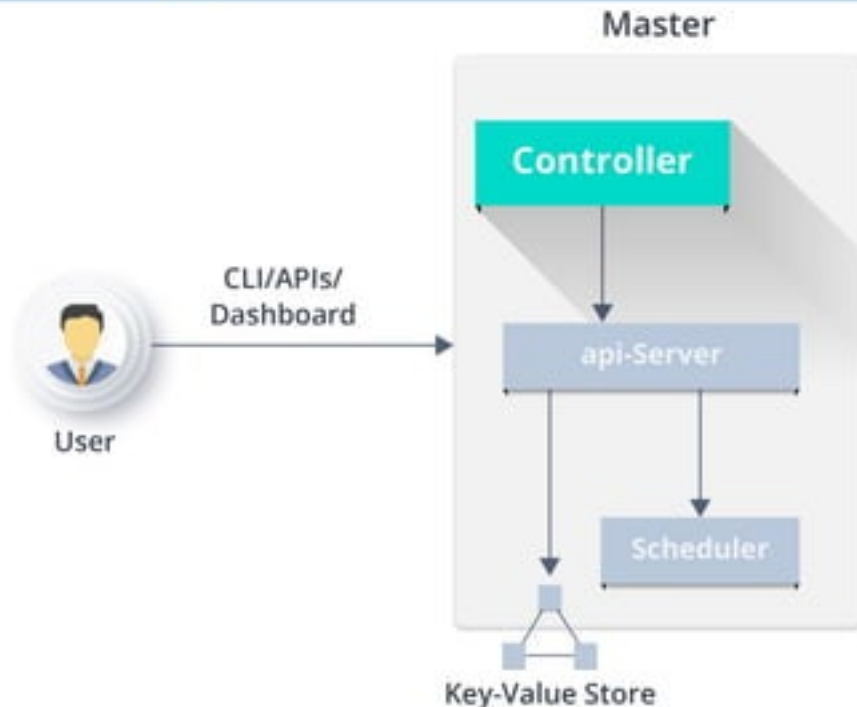 Master
Controller
CLI/APIs/
Dashboard
api-Server
User
Scheduler
Key-Value Store